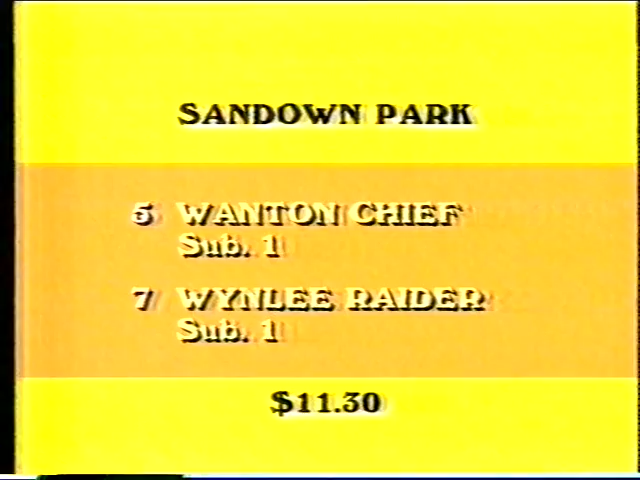 SANDOWN PARK
5 WANTON CHIEF
Sub. 1
7 WYNLEE RAIDER
Sub. 1
$11.30